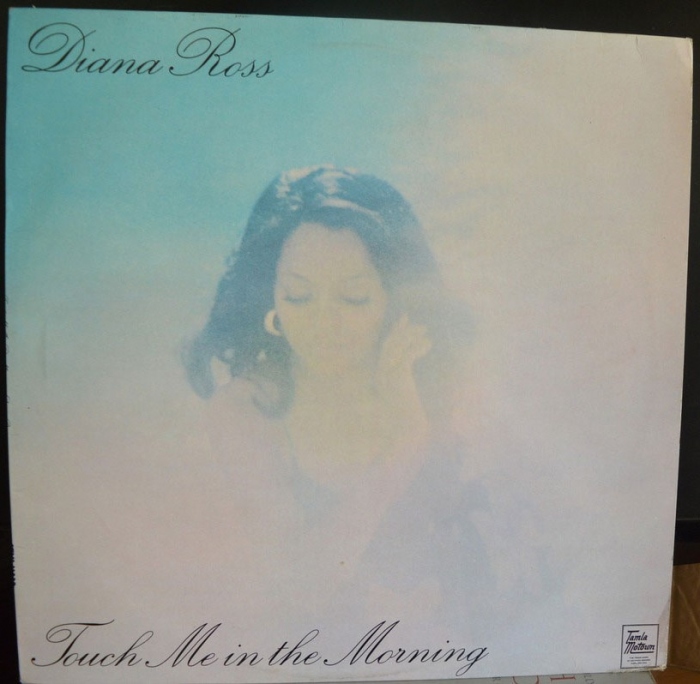 Diana Ross
Touch Me in the Morning
Tamla
Motown